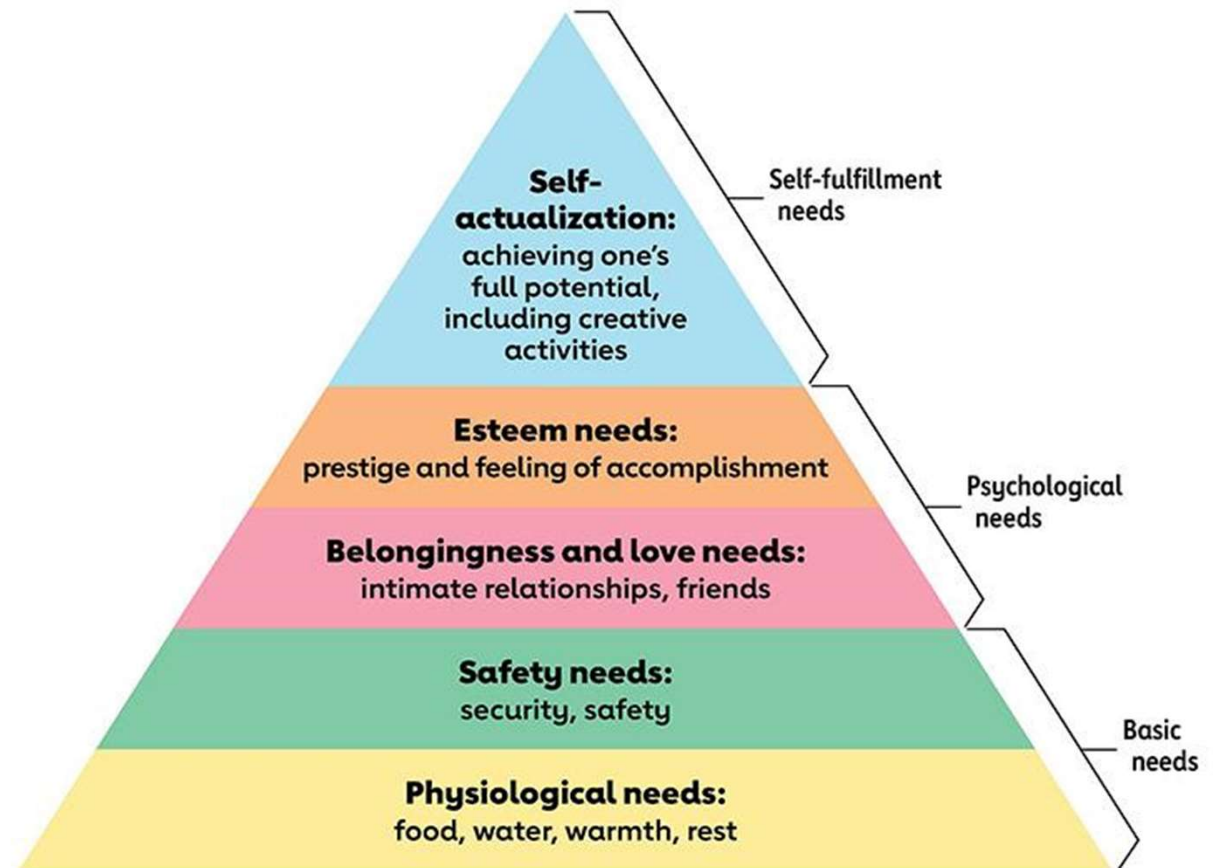 Self-
actualization:
achieving one's
full potential,
including creative
activities
Self-fulfillment
needs
Esteem needs:
prestige and feeling of accomplishment
Psychological
needs
Belongingness and love needs:
intimate relationships, friends
Safety needs:
security, safety
Basic
needs
Physiological needs:
food, water, warmth, rest